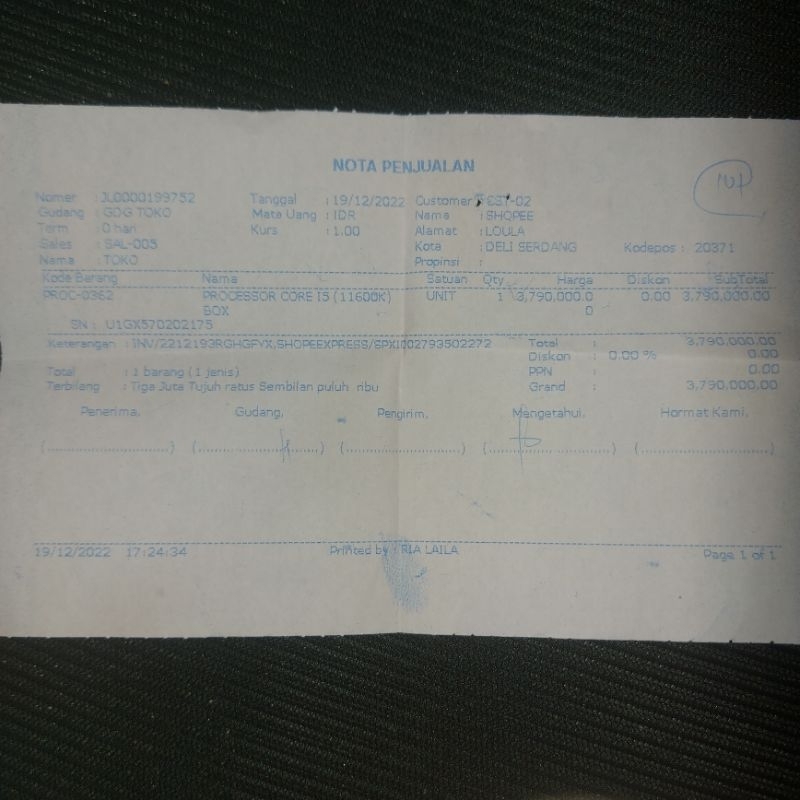 NOTA PENJUALAN
Nomer : JL0000199752 Tanggal : 19/12/2022 Customer : CST-02
Gudang : GDG TOKO Mata Uang : IDR Nama : SHOPEE
Term : 0 hari Kurs : 1.00 Alamat : LOULA
Sales : SAL-005 Kota : DELI SERDANG Kodepos : 20371
Nama : TOKO Propinsi :
Kode Barang Nama Satuan Qty Harga Diskon SubTotal
PROC-0362 PROCESSOR CORE I5 (11600K) UNIT 1 3,790,000.0 0.00 3,790,000.00
BOX 0
SN : U1GX570202175
Keterangan : INV/2212193RGHGFYX,SHOPEEXPRESS/SPXID02793502272 Total : 3,790,000.00
Diskon : 0.00 % 0.00
Total : 1 barang (1 jenis) PPN : 0.00
Terbilang : Tiga Juta Tujuh ratus Sembilan puluh ribu Grand : 3,790,000.00
Penerima, Gudang, Pengirim, Mengetahui, Hormat Kami,
19/12/2022 17:24:34 Printed by : RIA LAILA Page 1 of 1